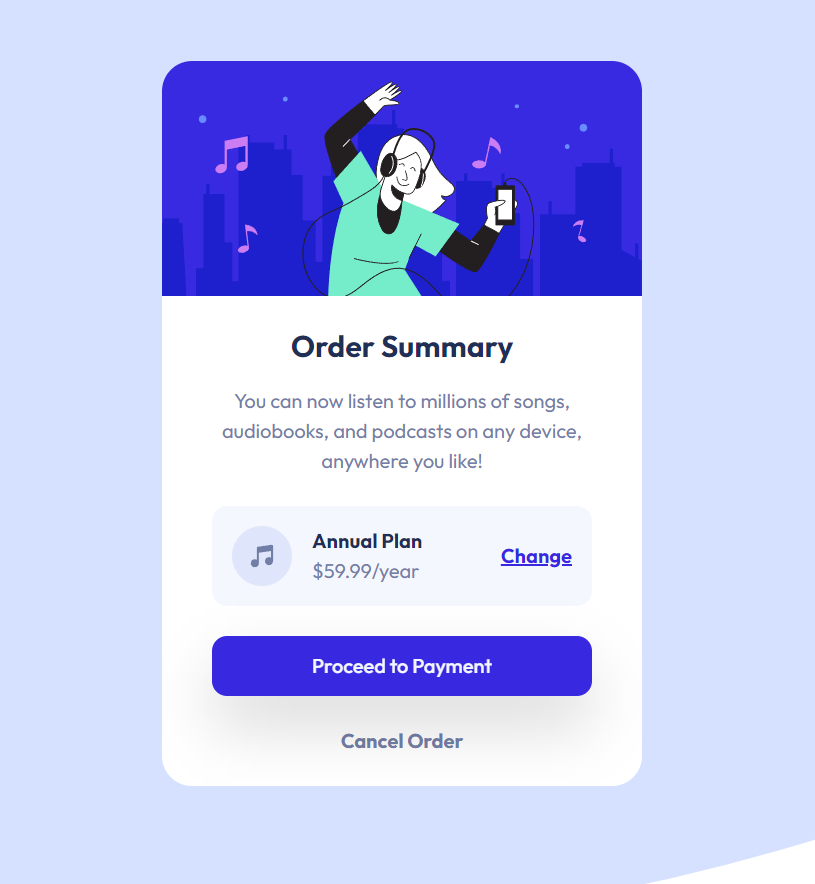 Order Summary
You can now listen to millions of songs,
audiobooks, and podcasts on any device,
anywhere you like!
Annual Plan
$59.99/year
Change
Proceed to Payment
Cancel Order